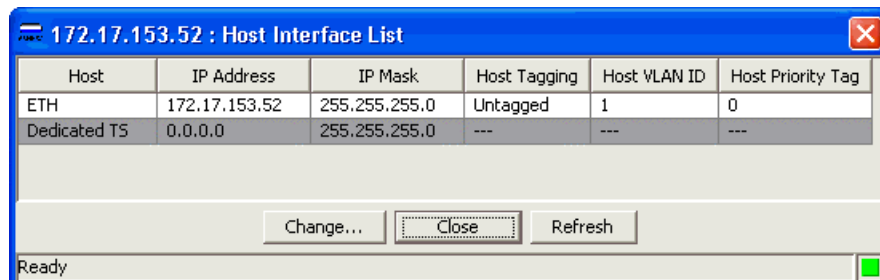 172.17.153.52 : Host Interface List
Host IP Address IP Mask Host Tagging Host VLAN ID Host Priority Tag
ETH 172.17.153.52 255.255.255.0 Untagged 1 0
Dedicated TS 0.0.0.0 255.255.255.0 --- --- ---
Change... Close Refresh
Ready